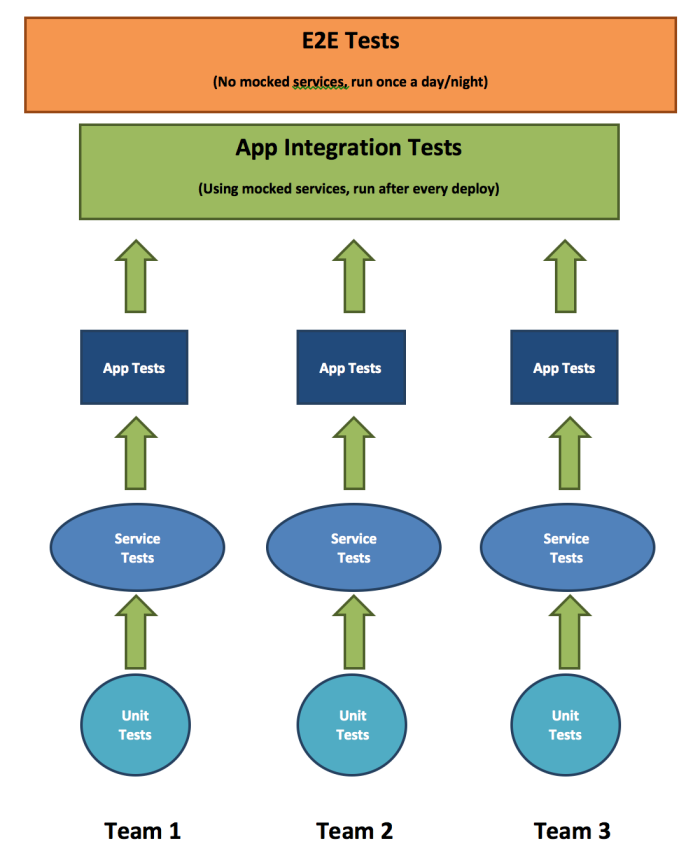 E2E Tests
(No mocked services, run once a day/night)
App Integration Tests
(Using mocked services, run after every deploy)
App Tests
App Tests
App Tests
Service
Tests
Service
Tests
Service
Tests
Unit
Tests
Unit
Tests
Unit
Tests
Team 1
Team 2
Team 3